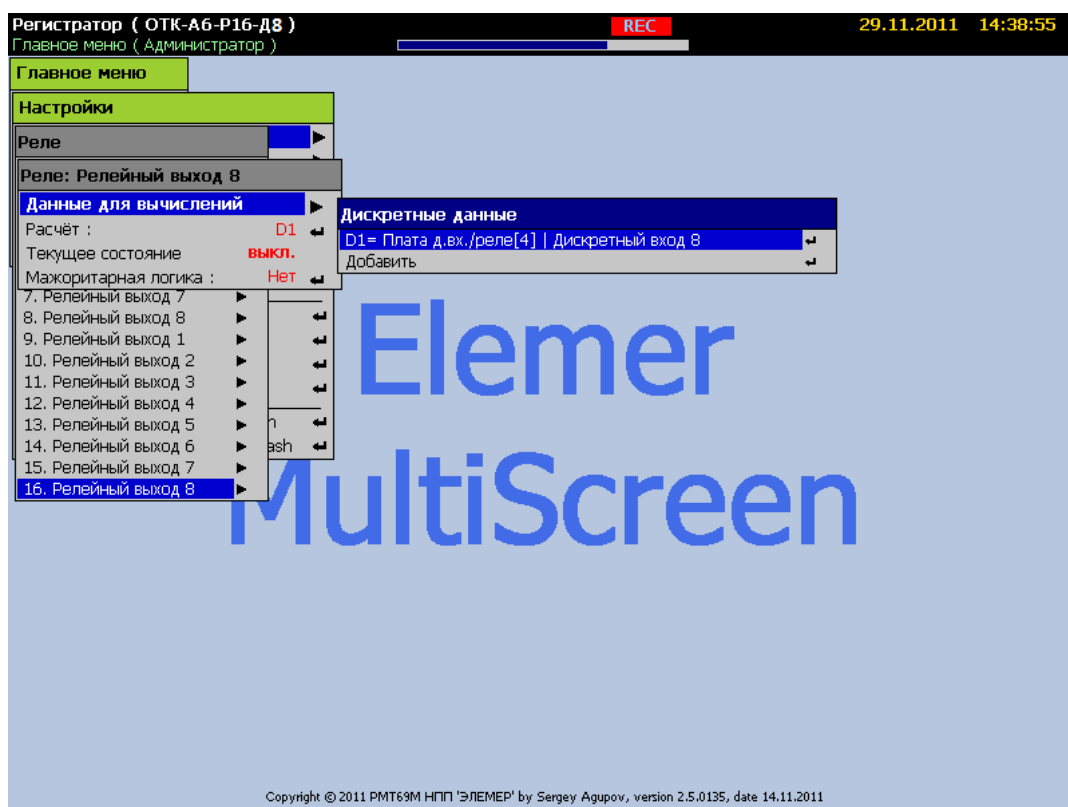 Регистратор ( ОТК-А6-Р16-Д8 )
REC
29.11.2011 14:38:55
Главное меню ( Администратор )
Главное меню
Настройки
Реле
Реле: Релейный выход 8
Данные для вычислений
Расчёт : D1
Текущее состояние выкл.
Мажоритарная логика : Нет
Дискретные данные
D1= Плата д.вх./реле[4] | Дискретный вход 8
Добавить
7. Релейный выход 7
8. Релейный выход 8
9. Релейный выход 1
10. Релейный выход 2
11. Релейный выход 3
12. Релейный выход 4
13. Релейный выход 5
14. Релейный выход 6
ash
15. Релейный выход 7
16. Релейный выход 8
Elemer
MultiScreen
Copyright © 2011 РМТ69М НПП 'ЭЛЕМЕР' by Sergey Agupov, version 2.5.0135, date 14.11.2011